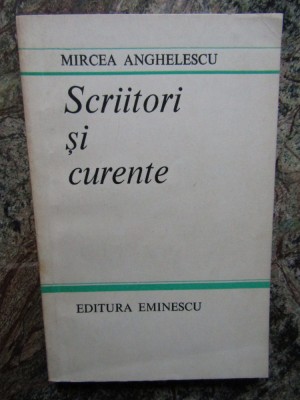 MIRCEA ANGHELESCU
Scriitori
și
curente
EDITURA EMINESCU